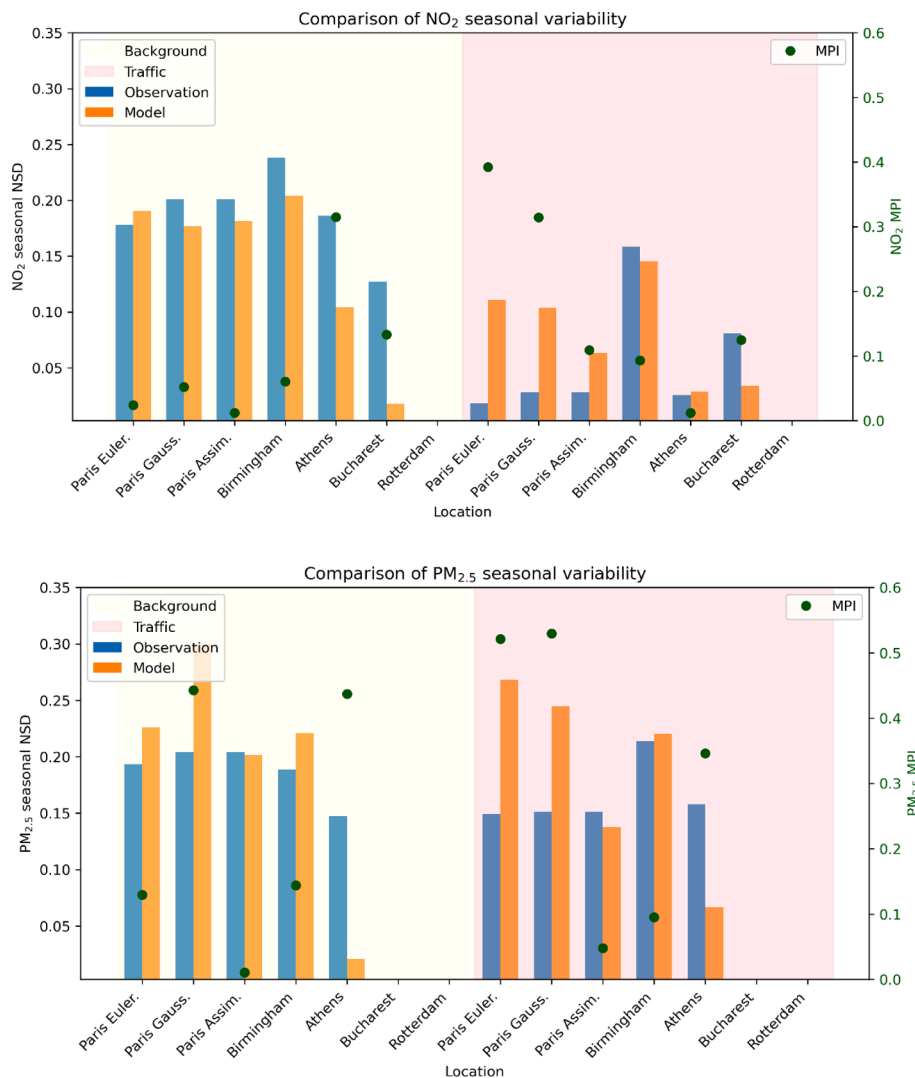 Comparison of NO₂ seasonal variability
0.35
0.30
0.25
0.20
0.15
0.10
0.05
NO₂ seasonal NSD
Background
Traffic
Observation
Model
MPI
0.6
0.5
0.4
0.3
0.2
0.1
0.0
NO₂ MPI
Paris Euler.
Paris Gauss.
Paris Assim.
Birmingham
Athens
Bucharest
Rotterdam
Paris Euler.
Paris Gauss.
Paris Assim.
Birmingham
Athens
Bucharest
Rotterdam
Location
Comparison of PM₂.₅ seasonal variability
0.35
0.30
0.25
0.20
0.15
0.10
0.05
PM₂.₅ seasonal NSD
Background
Traffic
Observation
Model
MPI
0.6
0.5
0.4
0.3
0.2
0.1
0.0
PM₂.₅ MPI
Paris Euler.
Paris Gauss.
Paris Assim.
Birmingham
Athens
Bucharest
Rotterdam
Paris Euler.
Paris Gauss.
Paris Assim.
Birmingham
Athens
Bucharest
Rotterdam
Location